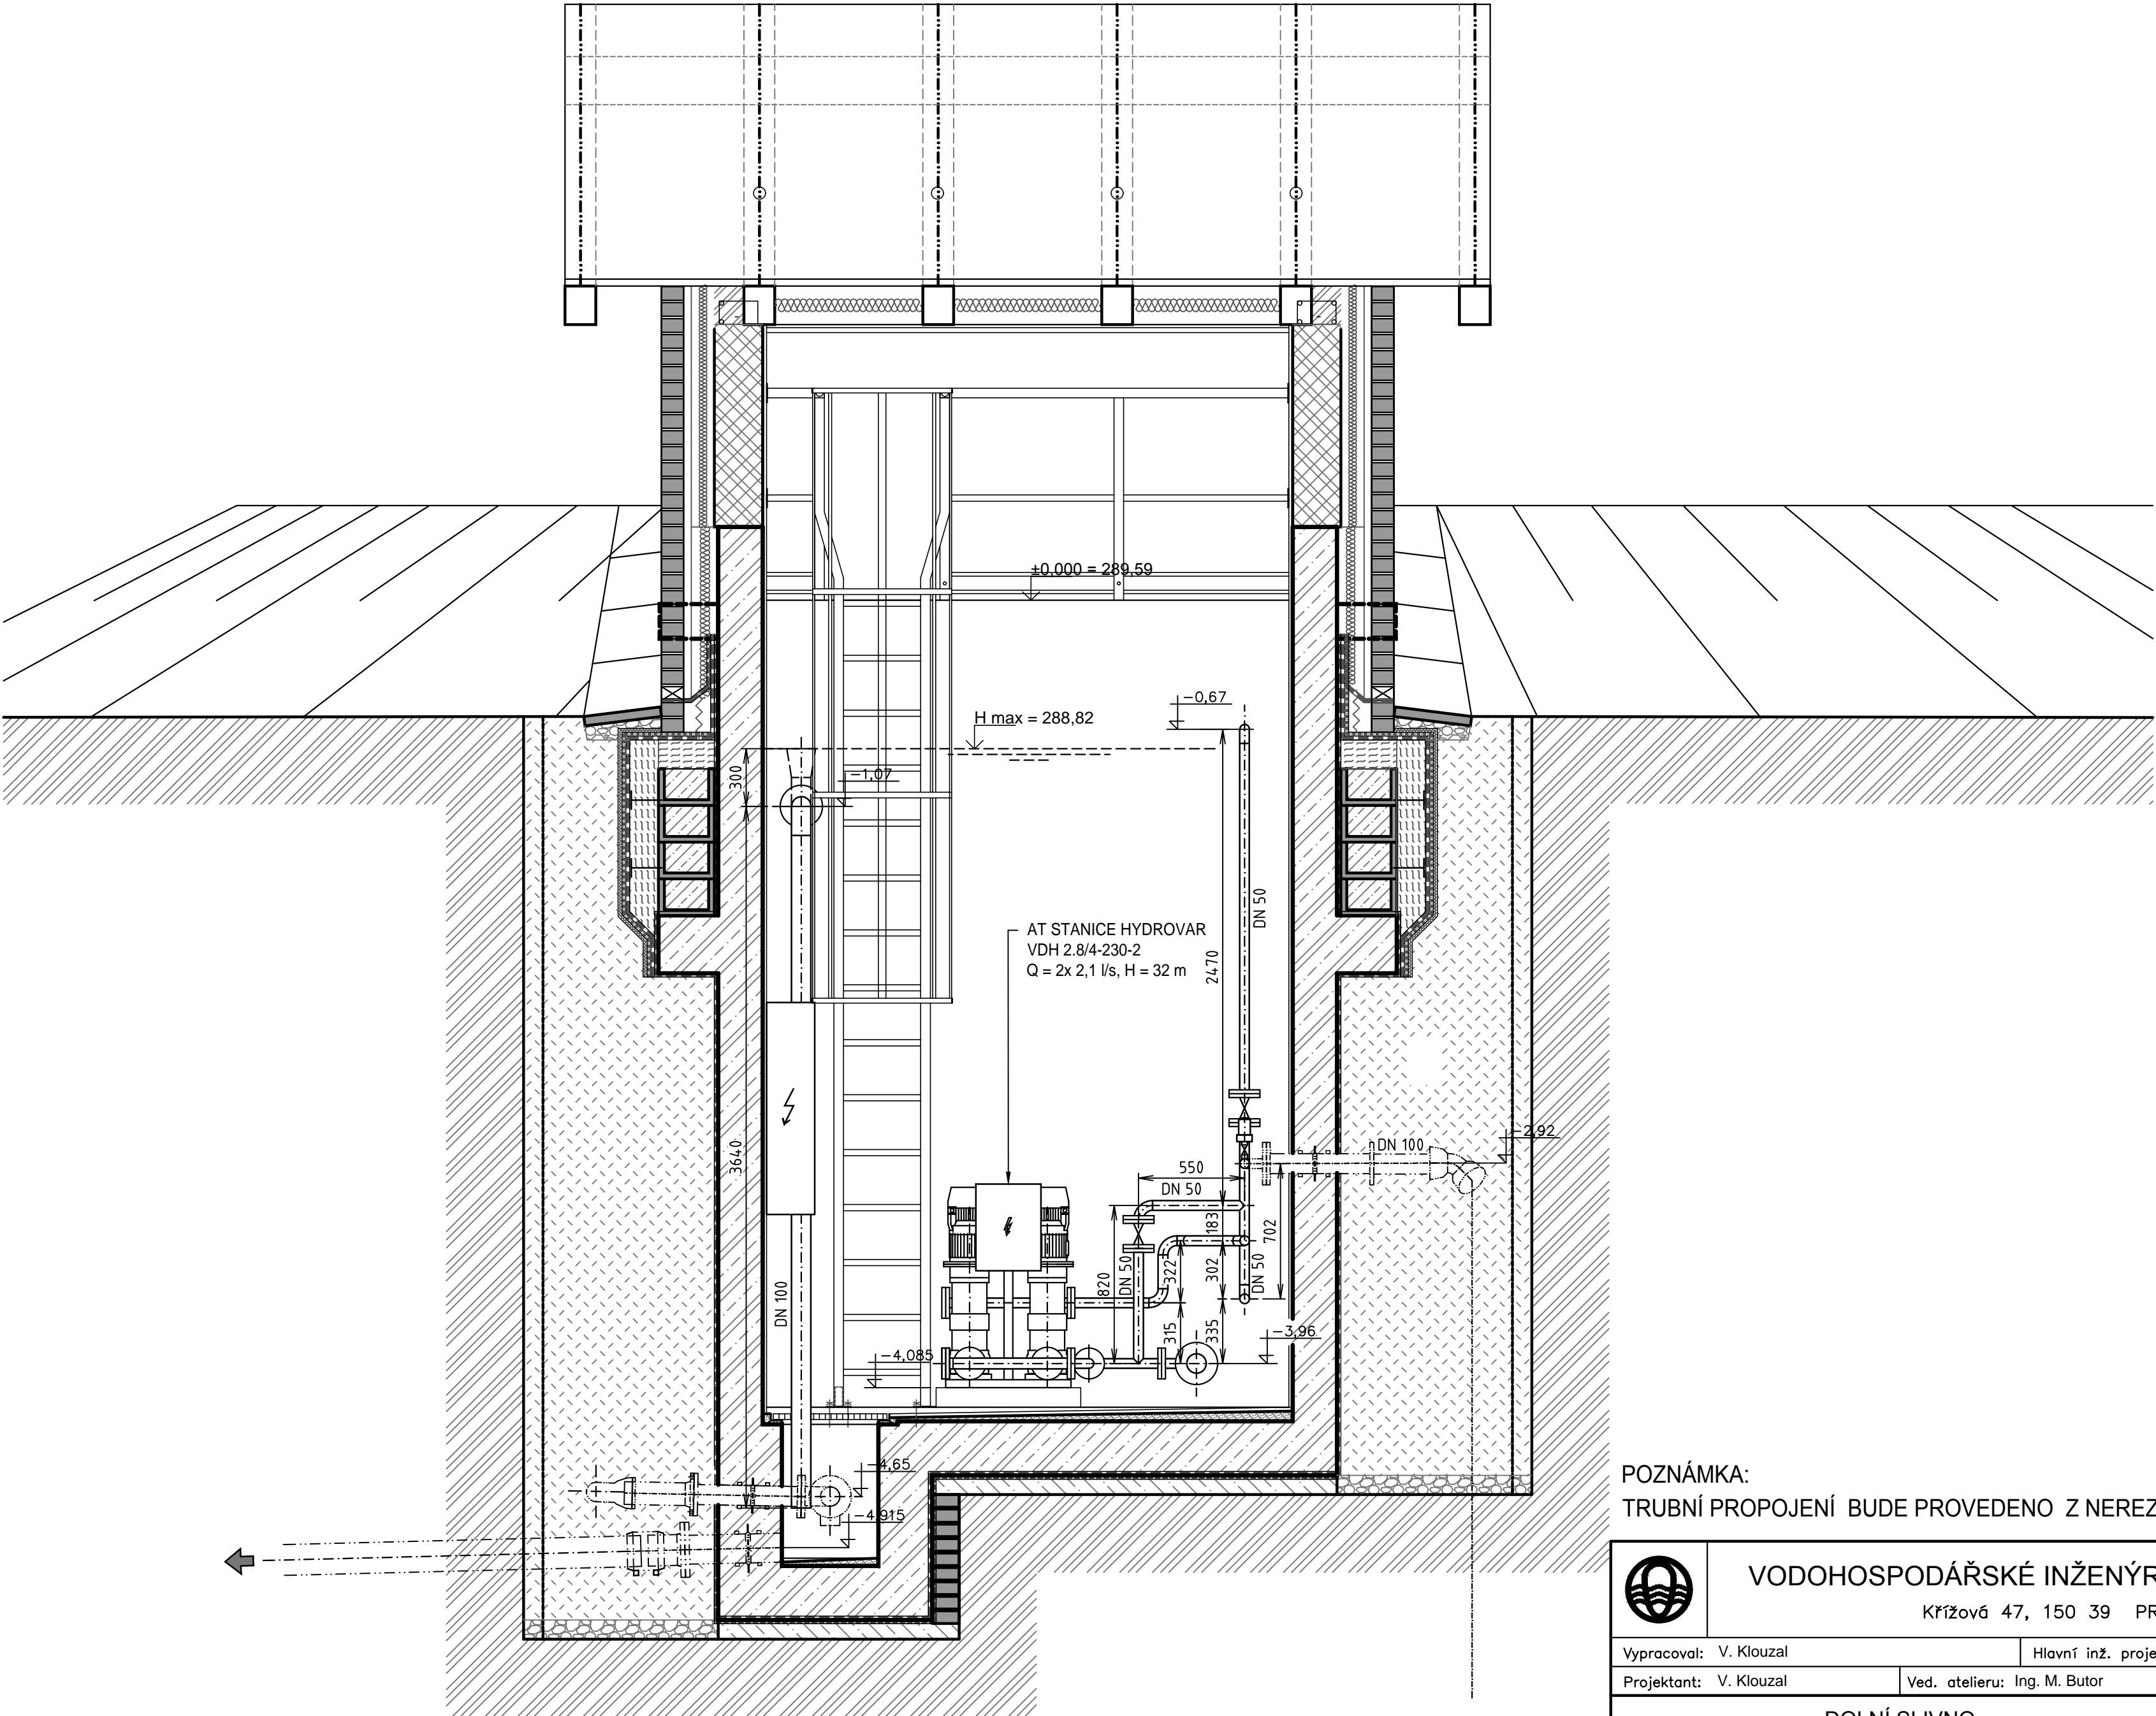 ±0,000 = 289,59
−0,67
H max = 288,82
300
−1,07
DN 50
AT STANICE HYDROVAR
VDH 2.8/4-230-2
Q = 2x 2,1 l/s, H = 32 m
2470
3640
−2,92
DN 100
550
DN 50
183
702
820
DN 50
322
302
DN 50
DN 100
315
335
−3,96
−4,085
−4,65
−4,915
POZNÁMKA:
TRUBNÍ PROPOJENÍ BUDE PROVEDENO Z NEREZ
VODOHOSPODÁŘSKÉ INŽENÝR
Křížová 47, 150 39 PR
Vypracoval: V. Klouzal Hlavní inž. proje
Projektant: V. Klouzal Ved. atelieru: Ing. M. Butor